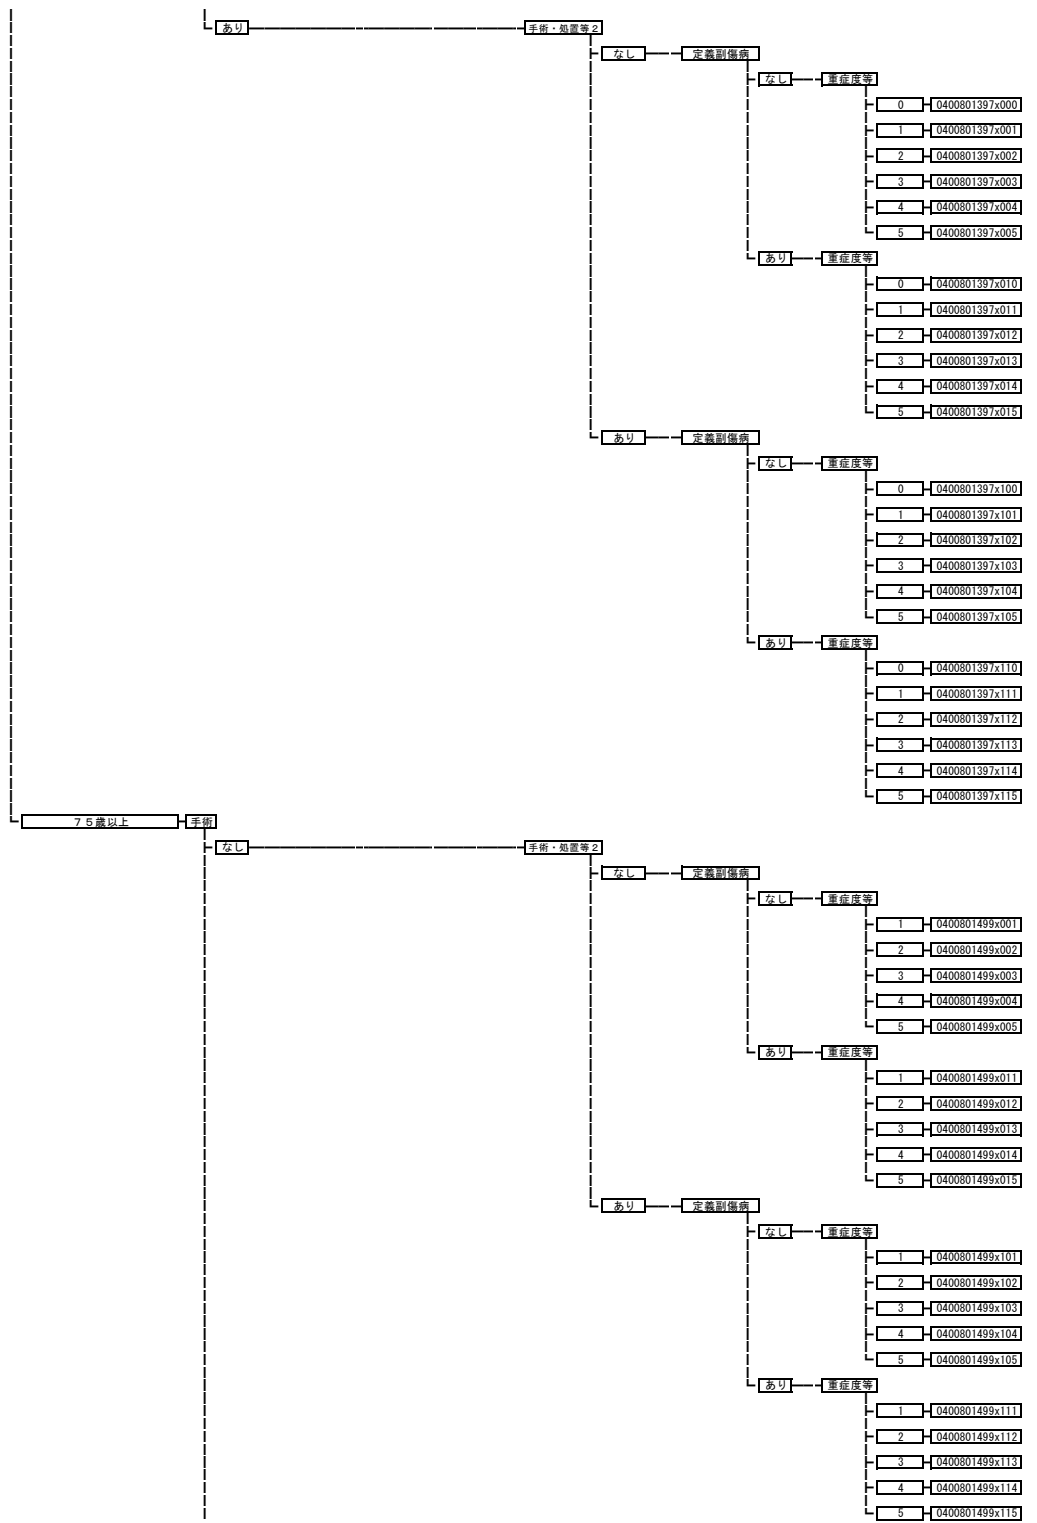 あり 手術・処置等２
なし 定義副傷病
なし 重症度等
0 0400801397x000
1 0400801397x001
2 0400801397x002
3 0400801397x003
4 0400801397x004
5 0400801397x005
あり 重症度等
0 0400801397x010
1 0400801397x011
2 0400801397x012
3 0400801397x013
4 0400801397x014
5 0400801397x015
あり 定義副傷病
なし 重症度等
0 0400801397x100
1 0400801397x101
2 0400801397x102
3 0400801397x103
4 0400801397x104
5 0400801397x105
あり 重症度等
0 0400801397x110
1 0400801397x111
2 0400801397x112
3 0400801397x113
4 0400801397x114
5 0400801397x115
７５歳以上 手術
なし 手術・処置等２
なし 定義副傷病
なし 重症度等
1 0400801499x001
2 0400801499x002
3 0400801499x003
4 0400801499x004
5 0400801499x005
あり 重症度等
1 0400801499x011
2 0400801499x012
3 0400801499x013
4 0400801499x014
5 0400801499x015
あり 定義副傷病
なし 重症度等
1 0400801499x101
2 0400801499x102
3 0400801499x103
4 0400801499x104
5 0400801499x105
あり 重症度等
1 0400801499x111
2 0400801499x112
3 0400801499x113
4 0400801499x114
5 0400801499x115